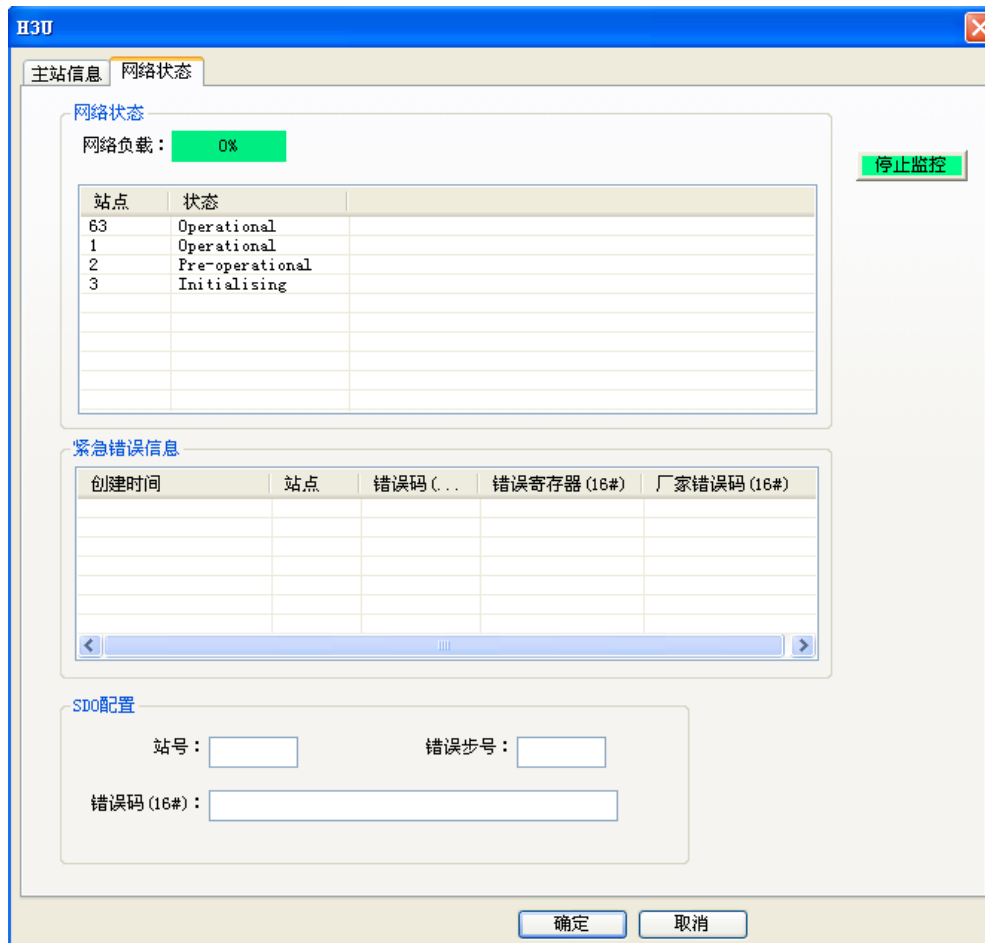 H3U
主站信息 网络状态
网络状态
网络负载： 0%
停止监控
站点 状态
63 Operational
1 Operational
2 Pre-operational
3 Initialising
紧急错误信息
创建时间 站点 错误码(... 错误寄存器(16#) 厂家错误码(16#)
SDO配置
站号： 错误步号：
错误码(16#)：
确定 取消